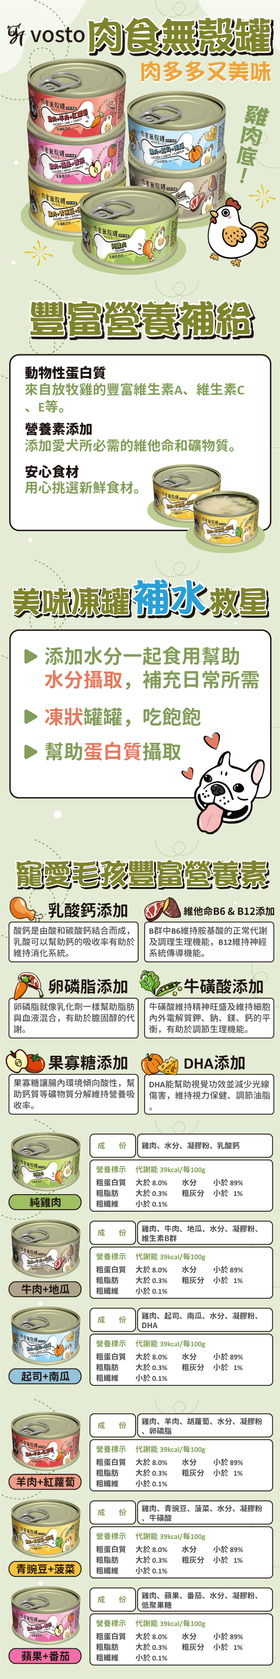 vosto 肉食無穀罐
肉多多又美味
雞肉底！
豐富營養補給
動物性蛋白質
來自放牧雞的豐富維生素A、維生素C
、E等。
營養素添加
添加愛犬所必需的維他命和礦物質。
安心食材
用心挑選新鮮食材。
美味凍罐補水救星
添加水分一起食用幫助
水分攝取，補充日常所需
凍狀罐罐，吃飽飽
幫助蛋白質攝取
寵愛毛孩豐富營養素
乳酸鈣添加
酸鈣是由酸和碳酸鈣結合而成，
乳酸可以幫助鈣的吸收率有助於
維持消化系統。
維他命B6 & B12添加
B群中B6維持胺基酸的正常代謝
及調理生理機能，B12維持神經
系統傳導機能。
卵磷脂添加
卵磷脂就像乳化劑一樣幫助脂肪
與血液混合，有助於膽固醇的代
謝。
牛磺酸添加
牛磺酸維持精神旺盛及維持細胞
內外電解質鉀、鈉、鎂、鈣的平
衡，有助於調節生理機能。
果寡糖添加
果寡糖讓腸內環境傾向酸性，幫
助鈣質等礦物質分解維持營養吸
收率。
DHA添加
DHA能幫助視覺功效並減少光線
傷害，維持視力保健、調節油脂
。
純雞肉
成 份 雞肉、水分、凝膠粉、乳酸鈣
營養標示 代謝能 39kcal/每100g
粗蛋白質 大於 8.0% 水分 小於 89%
粗脂肪 大於 0.3% 粗灰分 小於 1%
粗纖維 小於 0.1%
牛肉+地瓜
成 份 雞肉、牛肉、地瓜、水分、凝膠粉、
維生素B群
營養標示 代謝能 39kcal/每100g
粗蛋白質 大於 8.0% 水分 小於 89%
粗脂肪 大於 0.3% 粗灰分 小於 1%
粗纖維 小於 0.1%
起司+南瓜
成 份 雞肉、起司、南瓜、水分、凝膠粉、
DHA
營養標示 代謝能 39kcal/每100g
粗蛋白質 大於 8.0% 水分 小於 89%
粗脂肪 大於 0.3% 粗灰分 小於 1%
粗纖維 小於 0.1%
羊肉+紅蘿蔔
成 份 雞肉、羊肉、胡蘿蔔、水分、凝膠粉
、卵磷脂
營養標示 代謝能 39kcal/每100g
粗蛋白質 大於 8.0% 水分 小於 89%
粗脂肪 大於 0.3% 粗灰分 小於 1%
粗纖維 小於 0.1%
青豌豆+菠菜
成 份 雞肉、青豌豆、菠菜、水分、凝膠粉
、牛磺酸
營養標示 代謝能 39kcal/每100g
粗蛋白質 大於 8.0% 水分 小於 89%
粗脂肪 大於 0.3% 粗灰分 小於 1%
粗纖維 小於 0.1%
蘋果+番茄
成 份 雞肉、蘋果、番茄、水分、凝膠粉、
低聚果糖
營養標示 代謝能 39kcal/每100g
粗蛋白質 大於 8.0% 水分 小於 89%
粗脂肪 大於 0.3% 粗灰分 小於 1%
粗纖維 小於 0.1%